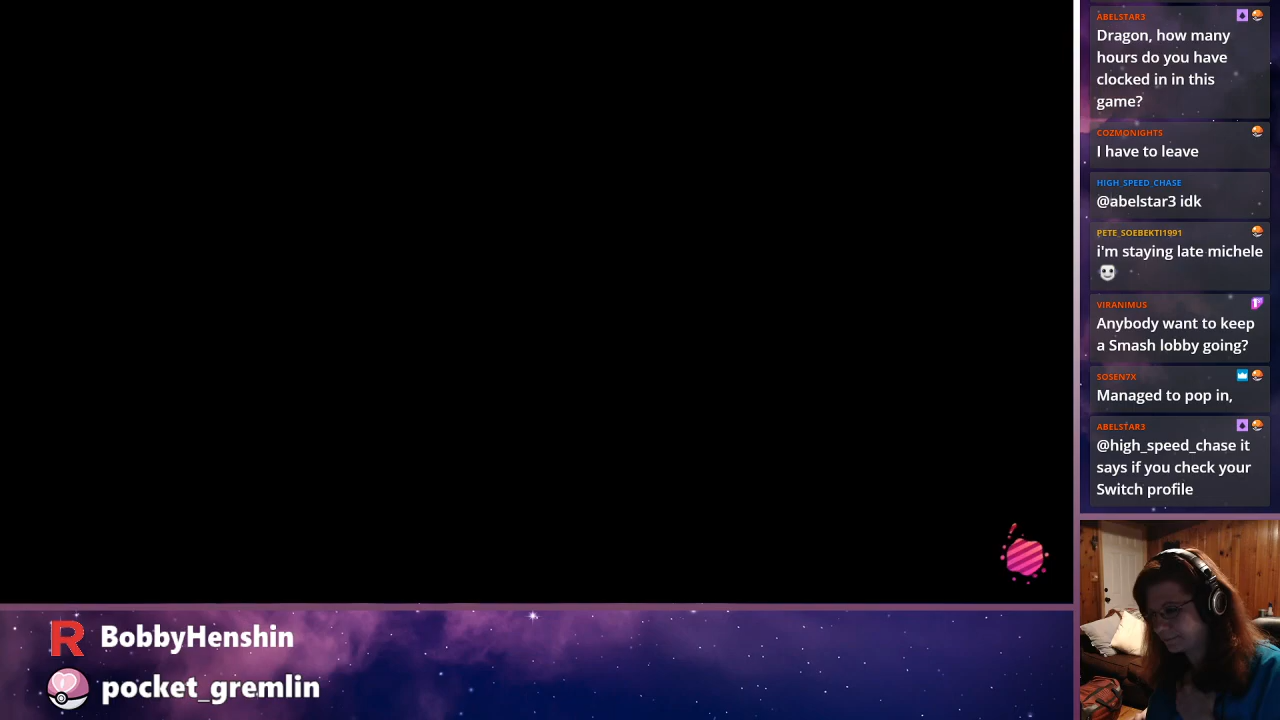 ABELSTAR3
Dragon, how many
hours do you have
clocked in in this
game?
COZMONIGHTS
I have to leave
HIGH_SPEED_CHASE
@abelstar3 idk
PETE_SOEBEKTI1991
i'm staying late michele
VIRANIMUS
Anybody want to keep
a Smash lobby going?
SOSEN7X
Managed to pop in,
ABELSTAR3
@high_speed_chase it
says if you check your
Switch profile
R BobbyHenshin
pocket_gremlin